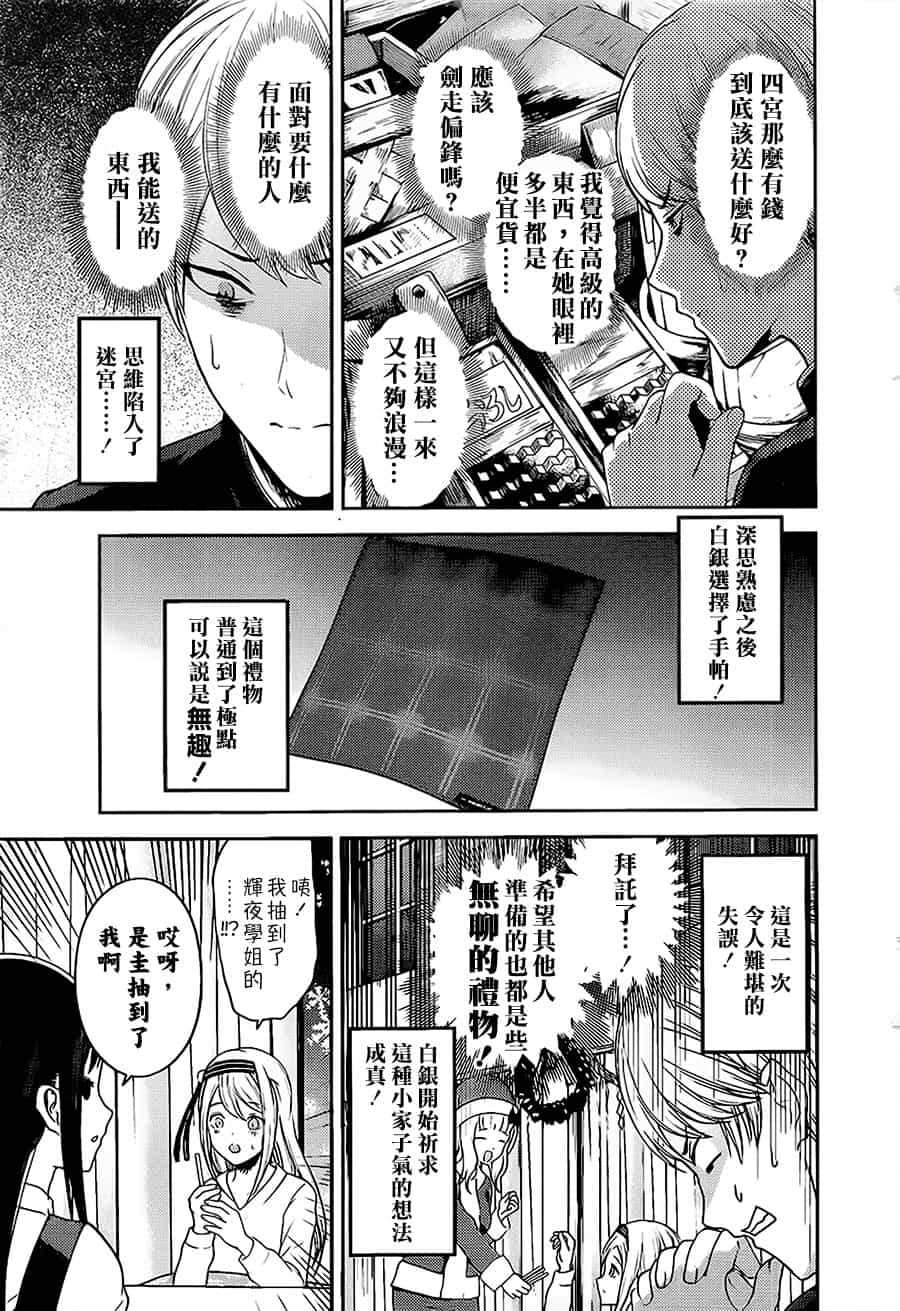 四宮那麼有錢
到底該送什麼好？
我覺得高級的
東西，在她眼裡
多半都是
便宜貨……
應該
劍走偏鋒嗎？
但這樣一來
又不夠浪漫…
面對要什麼
有什麼的人
我能送的
東西——
思維陷入了
迷宮……！
深思熟慮之後
白銀選擇了手帕！
這個禮物
普通到了極點
可以說是無趣！
這是一次
令人難堪的
失誤！
拜託了…！
希望其他人
準備的也都是些
無聊的禮物！
白銀開始祈求
這種小家子氣的想法
成真！
咦！
我抽到了
輝夜學姐的
……!!?
哎呀，
是圭抽到了
我啊